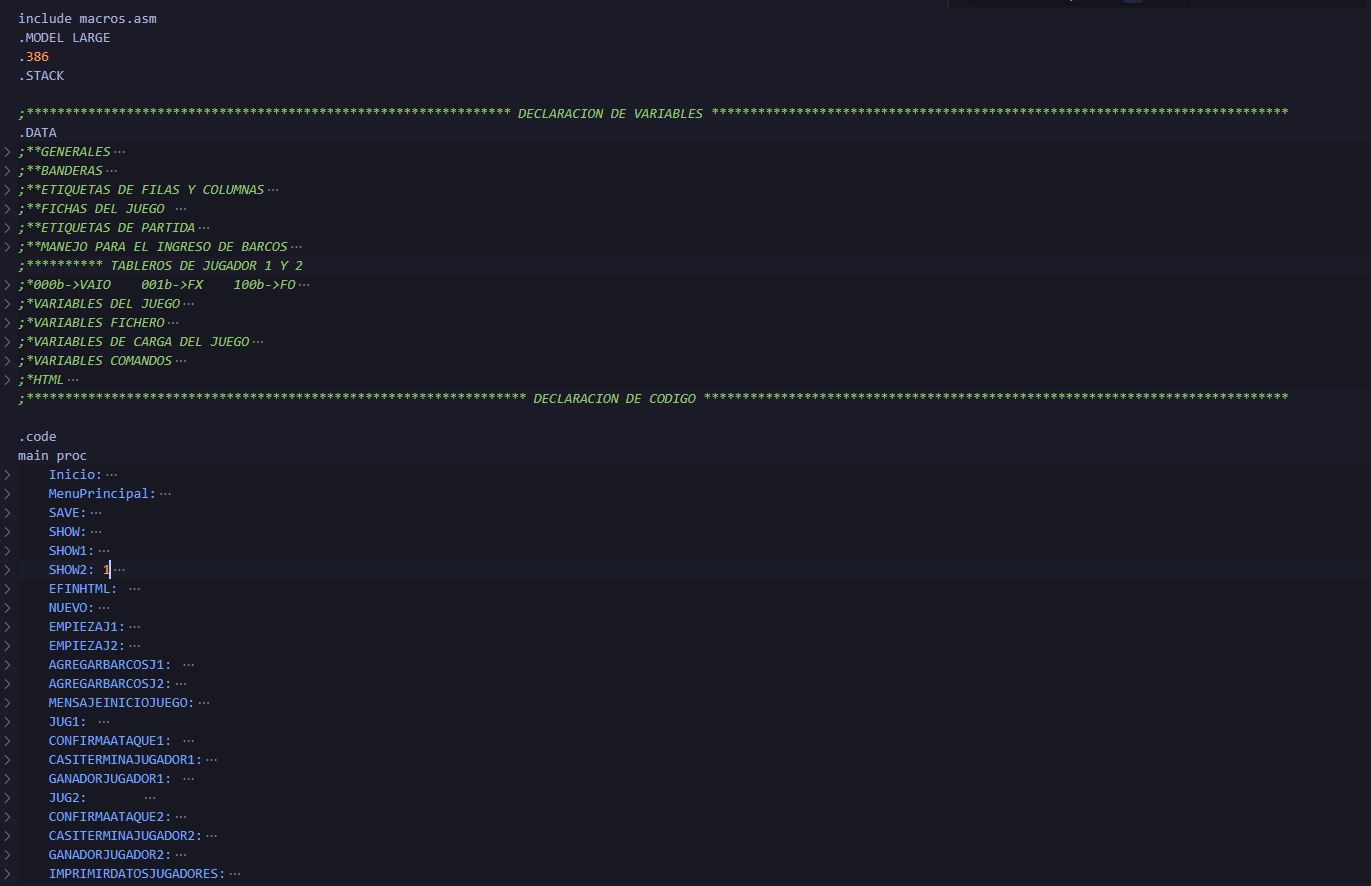 include macros.asm
.MODEL LARGE
.386
.STACK
;*************************************************************** DECLARACION DE VARIABLES ***************************************************************************
.DATA
;**GENERALES…
;**BANDERAS…
;**ETIQUETAS DE FILAS Y COLUMNAS…
;**FICHAS DEL JUEGO …
;**ETIQUETAS DE PARTIDA…
;**MANEJO PARA EL INGRESO DE BARCOS…
;********** TABLEROS DE JUGADOR 1 Y 2
;*000b->VAIO    001b->FX    100b->FO…
;*VARIABLES DEL JUEGO…
;*VARIABLES FICHERO…
;*VARIABLES DE CARGA DEL JUEGO…
;*VARIABLES COMANDOS…
;*HTML…
;***************************************************************** DECLARACION DE CODIGO ****************************************************************************
.code
main proc
Inicio:…
MenuPrincipal:…
SAVE:…
SHOW:…
SHOW1:…
SHOW2: 1…
EFINHTML: …
NUEVO:…
EMPIEZAJ1:…
EMPIEZAJ2:…
AGREGARBARCOSJ1: …
AGREGARBARCOSJ2:…
MENSAJEINICIOJUEGO:…
JUG1: …
CONFIRMAATAQUE1: …
CASITERMINAJUGADOR1:…
GANADORJUGADOR1: …
JUG2: …
CONFIRMAATAQUE2:…
CASITERMINAJUGADOR2:…
GANADORJUGADOR2:…
IMPRIMIRDATOSJUGADORES:…